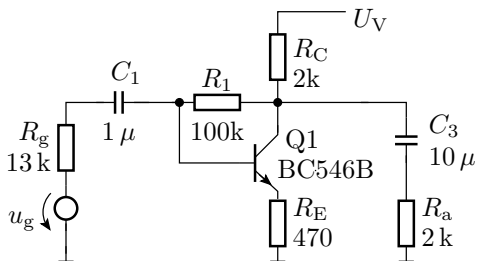 U_V
R_C
2k
C_1
1 μ
R_1
100k
R_g
13 k
u_g
Q1
BC546B
R_E
470
C_3
10 μ
R_a
2 k